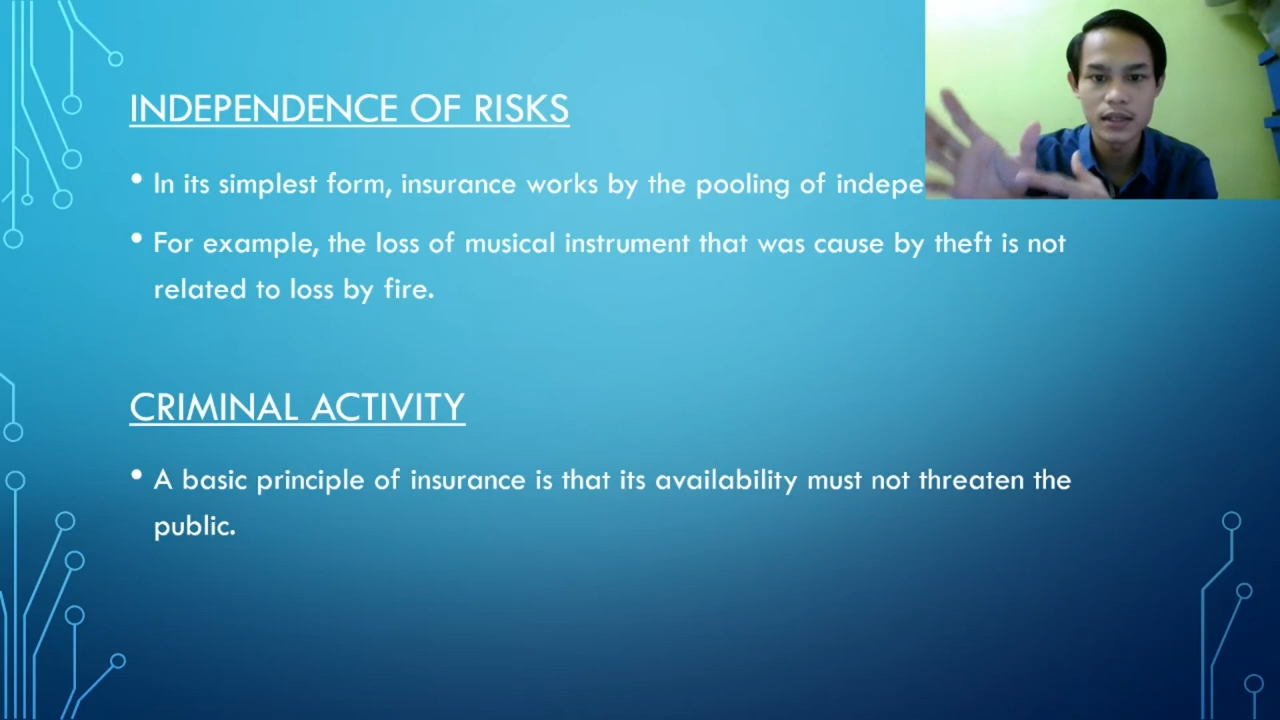 INDEPENDENCE OF RISKS
• In its simplest form, insurance works by the pooling of
• For example, the loss of musical instrument that was cause by theft is not
related to loss by fire.
CRIMINAL ACTIVITY
• A basic principle of insurance is that its availability must not threaten the
public.